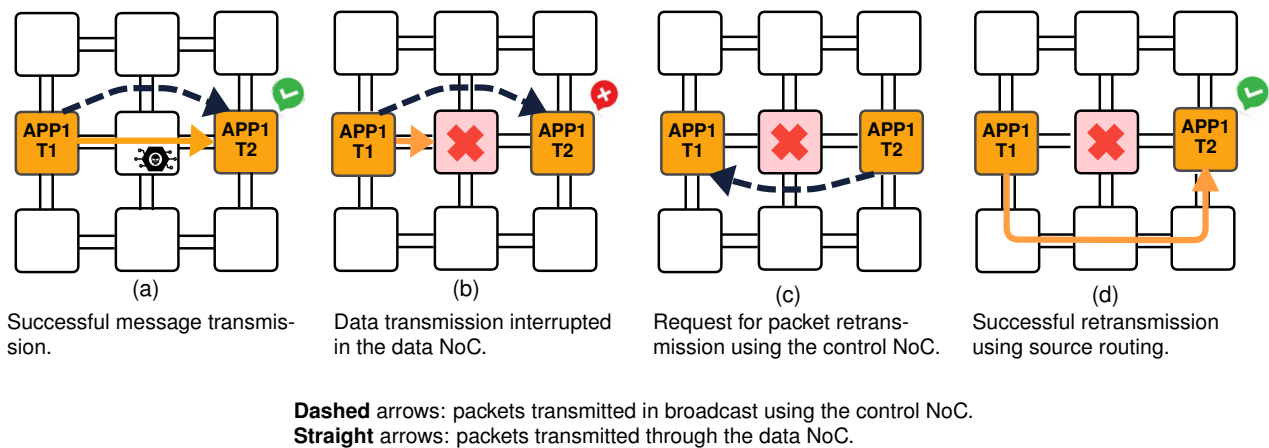 APP1
T1
APP1
T2
(a)
Successful message transmis-
sion.
APP1
T1
APP1
T2
(b)
Data transmission interrupted
in the data NoC.
APP1
T1
APP1
T2
(c)
Request for packet retrans-
mission using the control NoC.
APP1
T1
APP1
T2
(d)
Successful retransmission
using source routing.
Dashed arrows: packets transmitted in broadcast using the control NoC.
Straight arrows: packets transmitted through the data NoC.